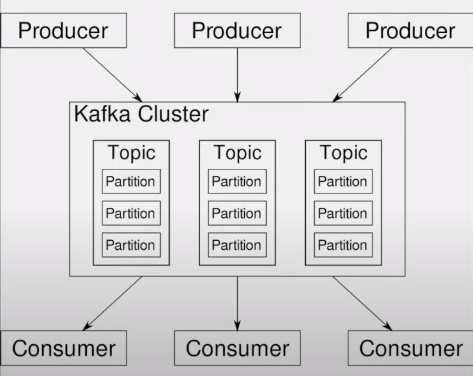 Producer Producer Producer
Kafka Cluster
Topic Topic Topic
Partition Partition Partition
Partition Partition Partition
Partition Partition Partition
Consumer Consumer Consumer